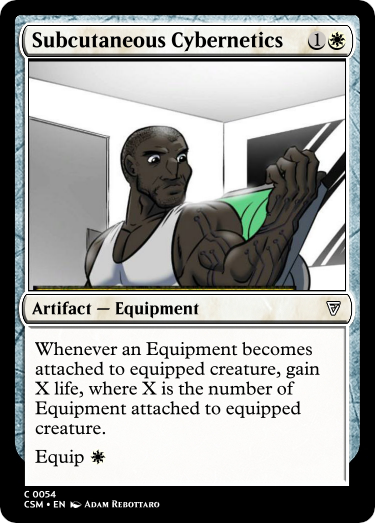 Subcutaneous Cybernetics 1
Artifact — Equipment
Whenever an Equipment becomes
attached to equipped creature, gain
X life, where X is the number of
Equipment attached to equipped
creature.
Equip
C 0054
CSM • EN Adam Rebottaro